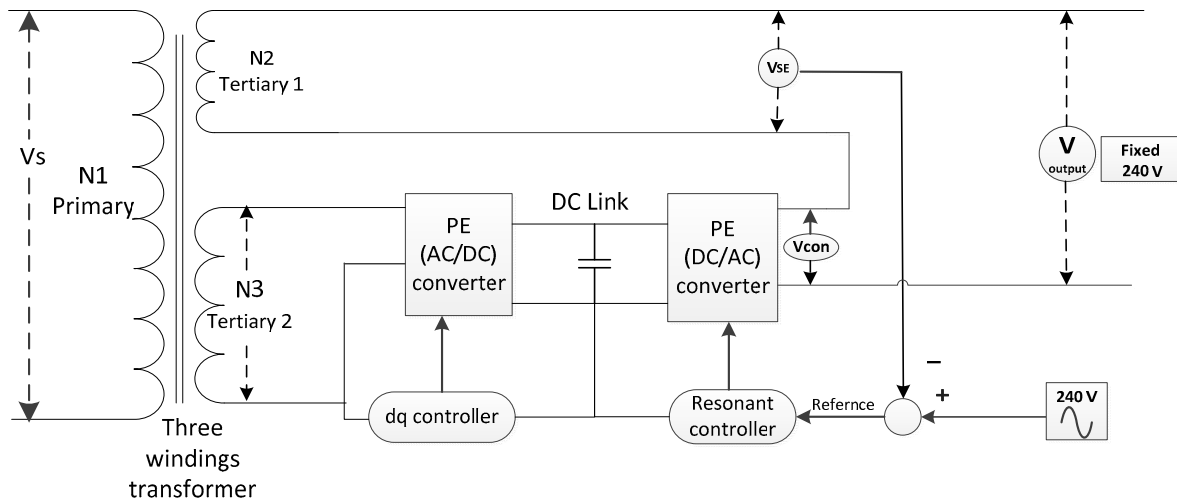 Vs
N1
Primary
N2
Tertiary 1
N3
Tertiary 2
Three
windings
transformer
PE
(AC/DC)
converter
DC Link
PE
(DC/AC)
converter
VSE
Vcon
V
output
Fixed
240 V
dq controller
Resonant
controller
Refernce
−
+
240 V